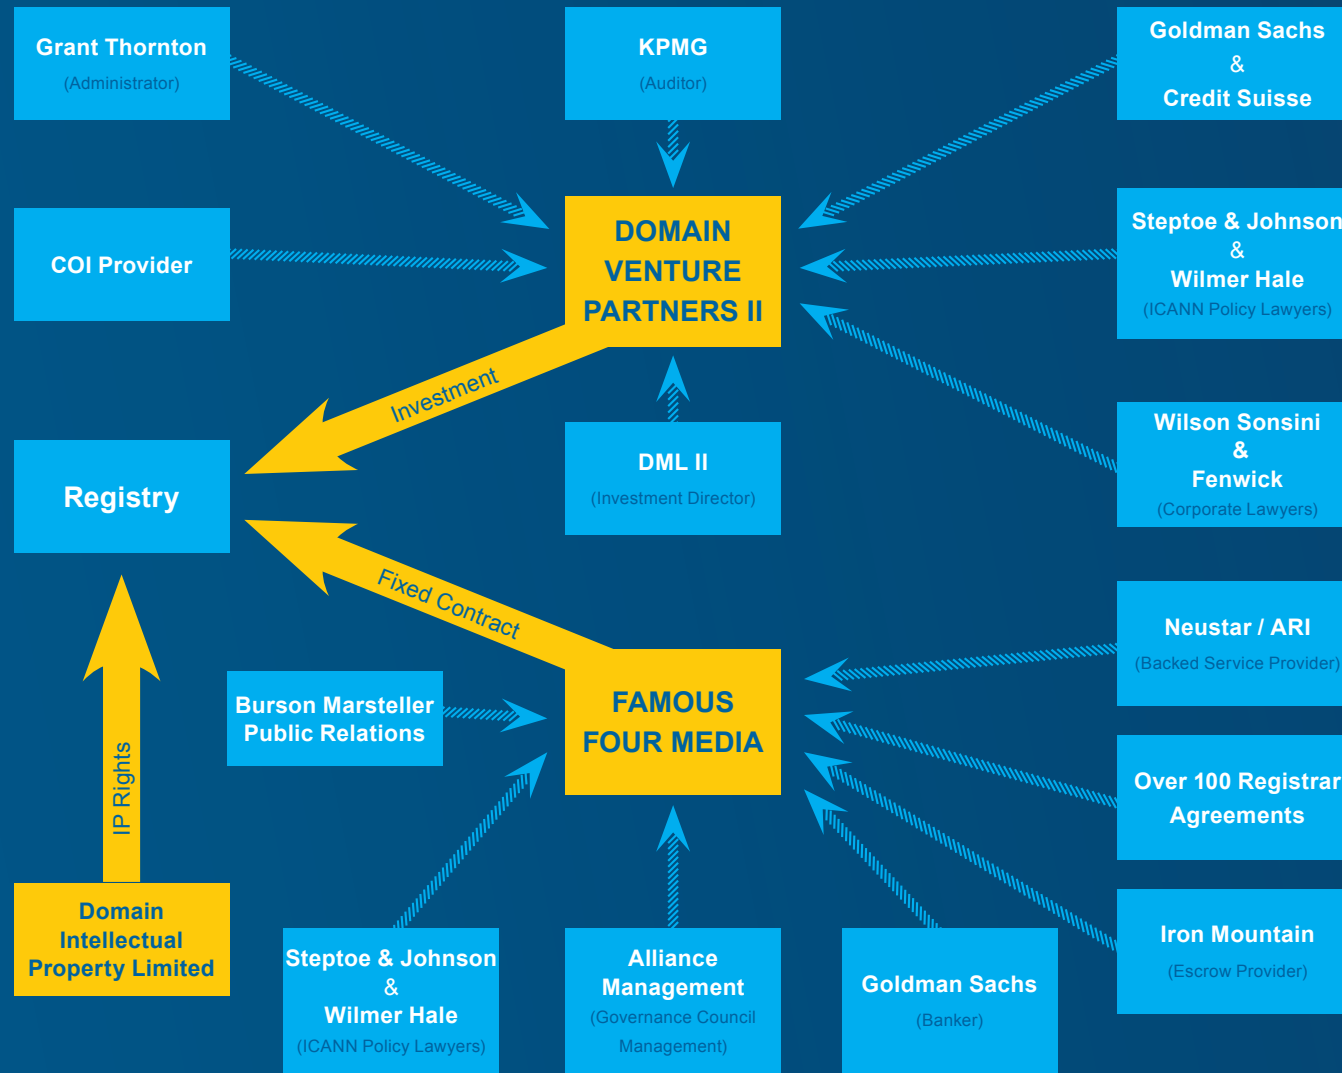 Grant Thornton
(Administrator)
KPMG
(Auditor)
Goldman Sachs
&
Credit Suisse
COI Provider
DOMAIN
VENTURE
PARTNERS II
Steptoe & Johnson
&
Wilmer Hale
(ICANN Policy Lawyers)
Investment
Registry
DML II
(Investment Director)
Wilson Sonsini
&
Fenwick
(Corporate Lawyers)
Fixed Contract
Neustar / ARI
(Backed Service Provider)
Burson Marsteller
Public Relations
FAMOUS
FOUR MEDIA
IP Rights
Over 100 Registrar
Agreements
Domain
Intellectual
Property Limited
Steptoe & Johnson
&
Wilmer Hale
(ICANN Policy Lawyers)
Alliance
Management
(Governance Council
Management)
Goldman Sachs
(Banker)
Iron Mountain
(Escrow Provider)